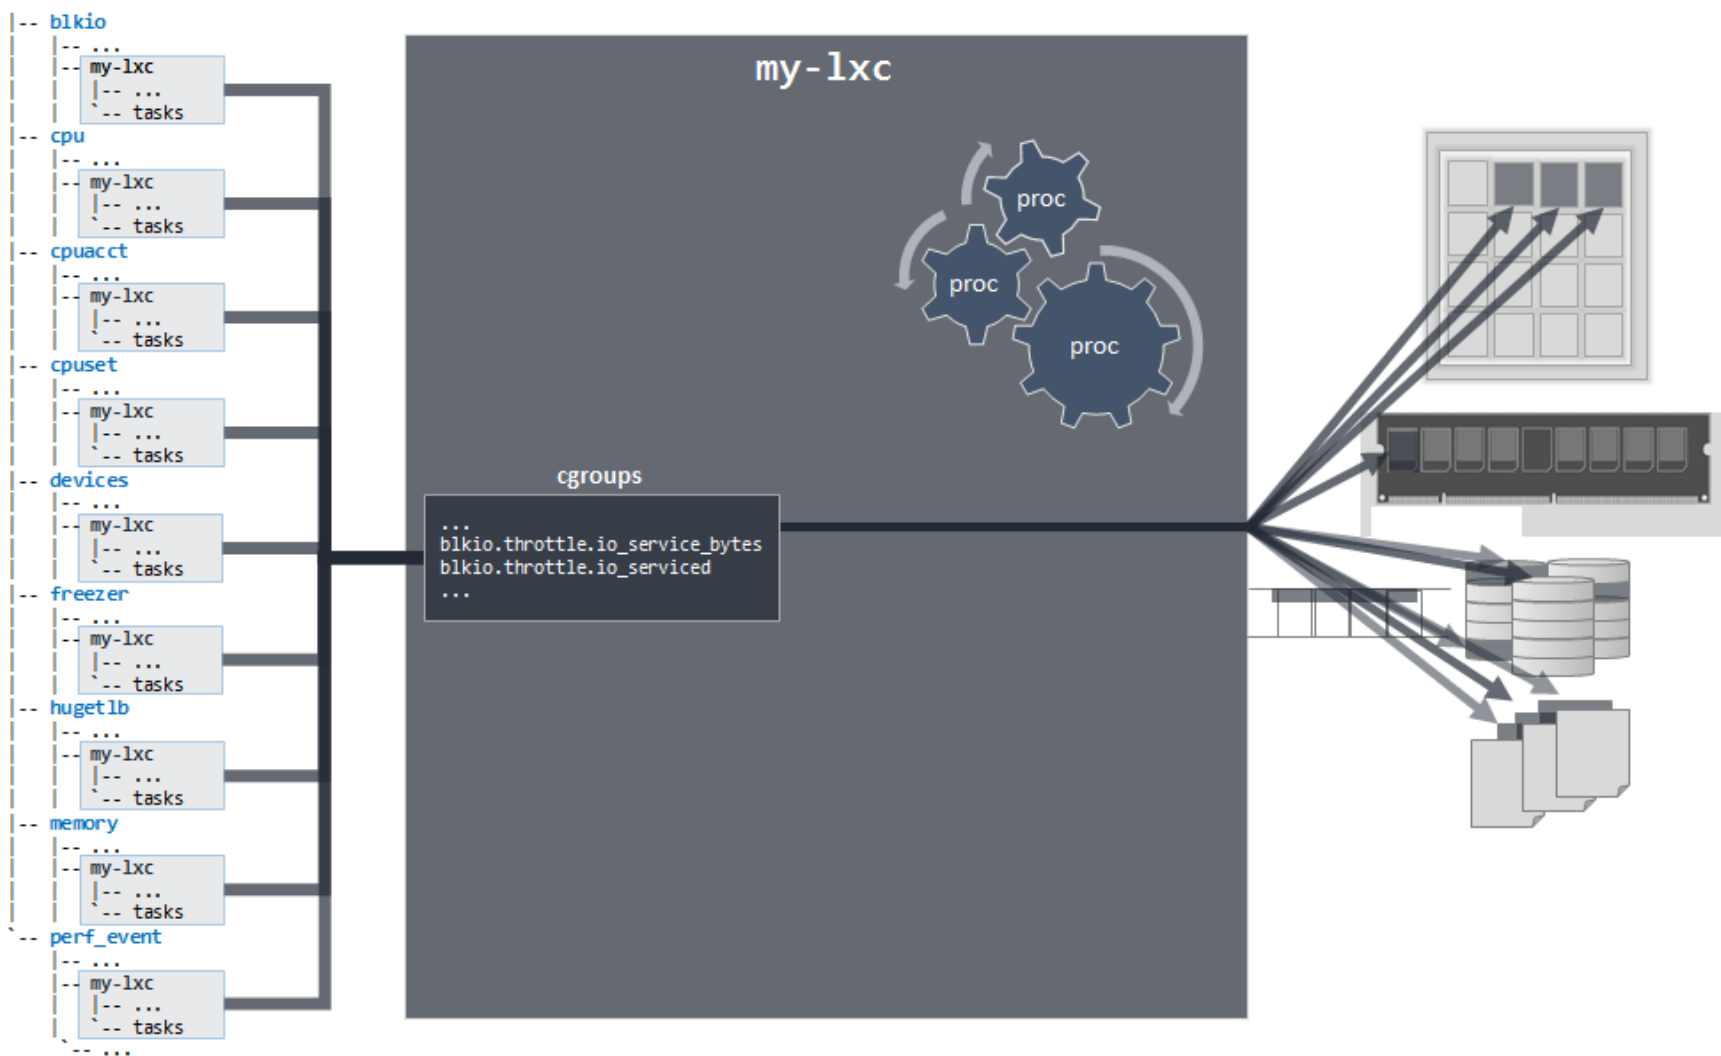 |-- blkio
|   |-- ...
|   |-- my-lxc
|   |   |-- ...
|   |   `-- tasks
|-- cpu
|   |-- ...
|   |-- my-lxc
|   |   |-- ...
|   |   `-- tasks
|-- cpuacct
|   |-- ...
|   |-- my-lxc
|   |   |-- ...
|   |   `-- tasks
|-- cpuset
|   |-- ...
|   |-- my-lxc
|   |   |-- ...
|   |   `-- tasks
|-- devices
|   |-- ...
|   |-- my-lxc
|   |   |-- ...
|   |   `-- tasks
|-- freezer
|   |-- ...
|   |-- my-lxc
|   |   |-- ...
|   |   `-- tasks
|-- hugetlb
|   |-- ...
|   |-- my-lxc
|   |   |-- ...
|   |   `-- tasks
|-- memory
|   |-- ...
|   |-- my-lxc
|   |   |-- ...
|   |   `-- tasks
`-- perf_event
    |-- ...
    |-- my-lxc
    |   |-- ...
    |   `-- tasks
    `-- ...
my-lxc
proc
proc
proc
cgroups
...
blkio.throttle.io_service_bytes
blkio.throttle.io_serviced
...